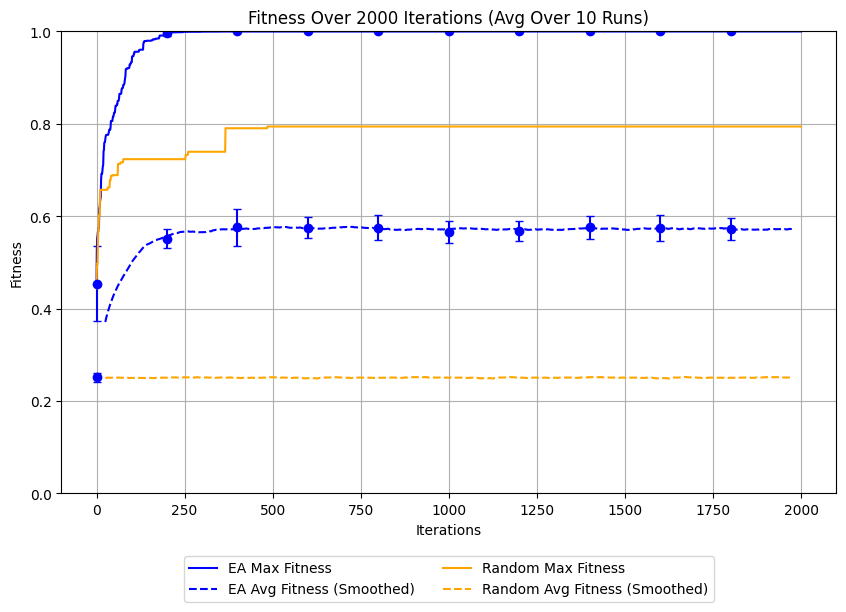 Fitness Over 2000 Iterations (Avg Over 10 Runs)
1.0
0.8
0.6
0.4
0.2
0.0
Fitness
0 250 500 750 1000 1250 1500 1750 2000
Iterations
EA Max Fitness Random Max Fitness
EA Avg Fitness (Smoothed) Random Avg Fitness (Smoothed)